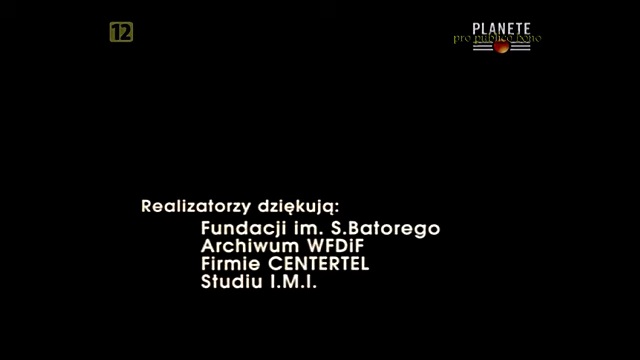 12
PLANETE
pro publico bono
Realizatorzy dziękują:
Fundacji im. S.Batorego
Archiwum WFDiF
Firmie CENTERTEL
Studiu I.M.I.